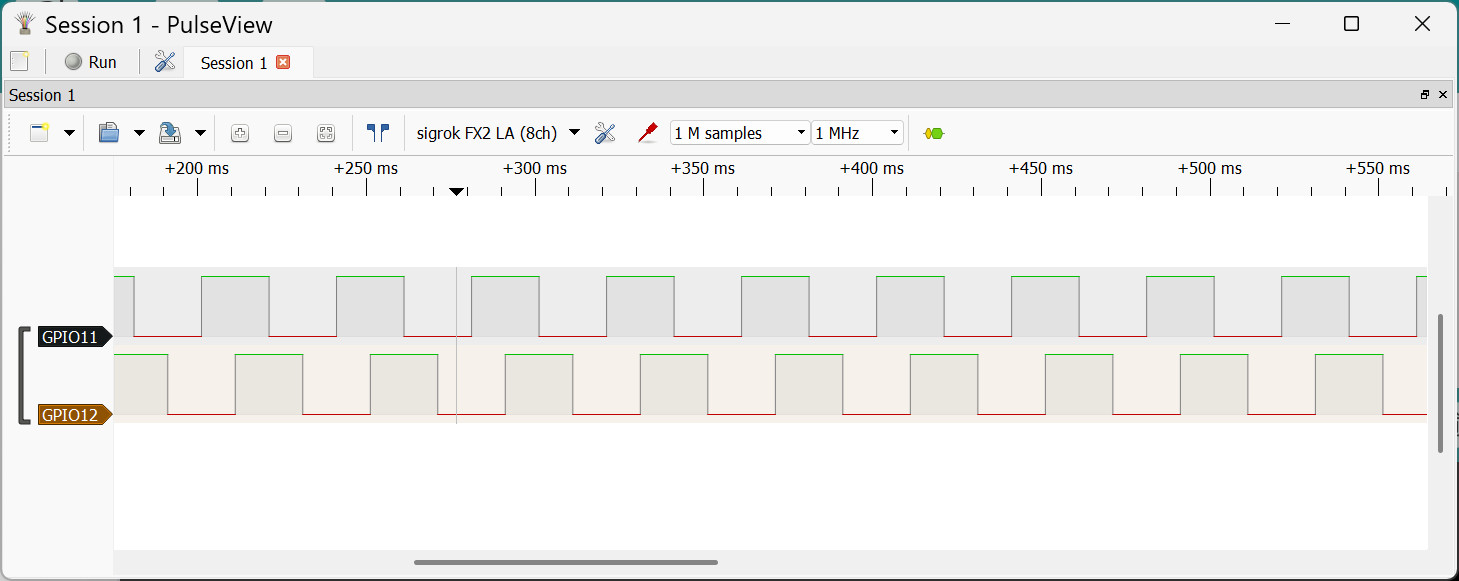 Session 1 - PulseView
Run
Session 1
Session 1
sigrok FX2 LA (8ch)
1 M samples
1 MHz
+200 ms +250 ms +300 ms +350 ms +400 ms +450 ms +500 ms +550 ms
GPIO11
GPIO12